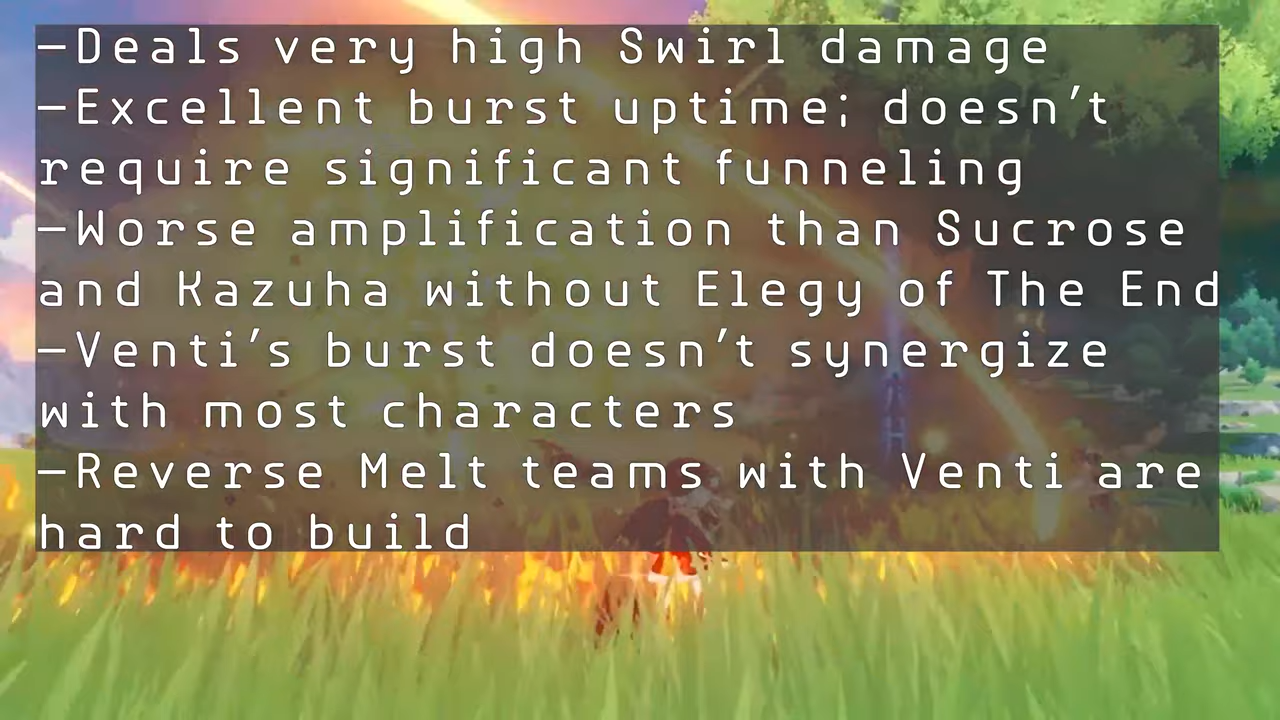 —Deals very high Swirl damage
—Excellent burst uptime; doesn't
require significant funneling
—Worse amplification than Sucrose
and Kazuha without Elegy of The End
—Venti's burst doesn't synergize
with most characters
—Reverse Melt teams with Venti are
hard to build